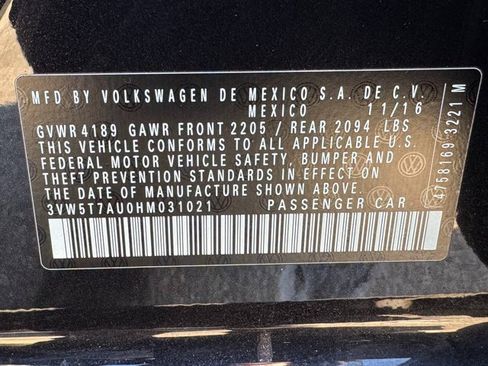 MFD BY VOLKSWAGEN DE MEXICO S.A. DE C.V.
MEXICO 11/16
GVWR 4189 GAWR FRONT 2205 / REAR 2094 LBS
THIS VEHICLE CONFORMS TO ALL APPLICABLE U.S.
FEDERAL MOTOR VEHICLE SAFETY, BUMPER AND
THEFT PREVENTION STANDARDS IN EFFECT ON
THE DATE OF MANUFACTURE SHOWN ABOVE.
3VW5T7AU0HM031021 PASSENGER CAR
4758169 3221 M